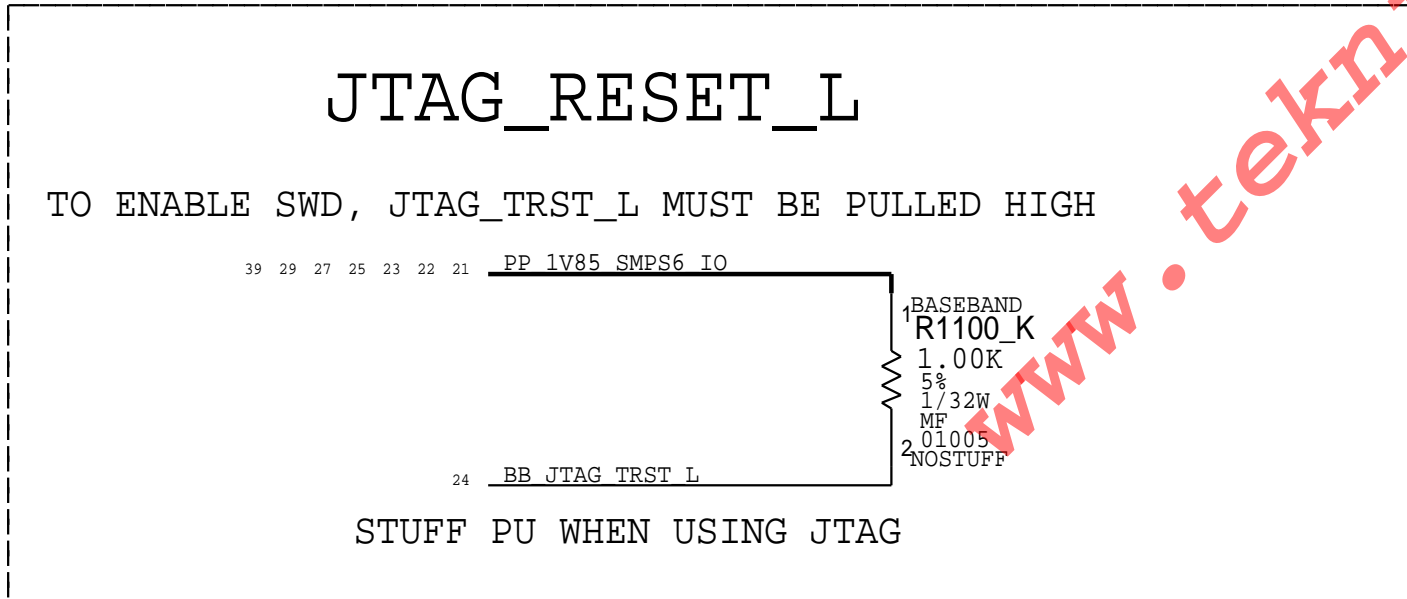 JTAG_RESET_L
TO ENABLE SWD, JTAG_TRST_L MUST BE PULLED HIGH
39 29 27 25 23 22 21 PP_1V85_SMPS6_IO
1 BASEBAND
R1100_K
1.00K
5%
1/32W
MF
01005
2 NOSTUFF
24 BB_JTAG_TRST_L
STUFF PU WHEN USING JTAG
www.tekn